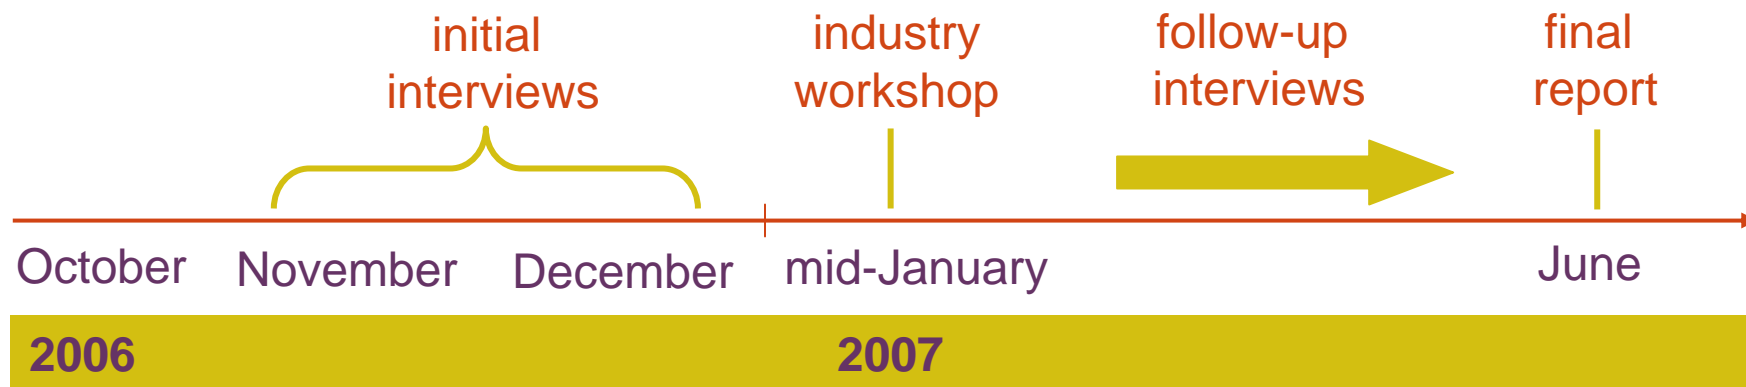 initial
interviews
industry
workshop
follow-up
interviews
final
report
October
November
December
mid-January
June
2006
2007